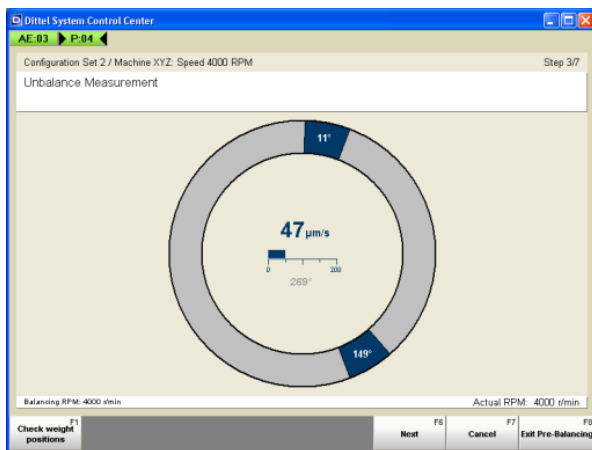 Dittel System Control Center
AE:03 P:04
Configuration Set 2 / Machine XYZ: Speed 4000 RPM Step 3/7
Unbalance Measurement
11°
47 µm/s
0 200
269°
149°
Balancing RPM: 4000 r/min Actual RPM: 4000 r/min
F1 F6 F7 F8
Check weight positions Next Cancel Exit Pre-Balancing